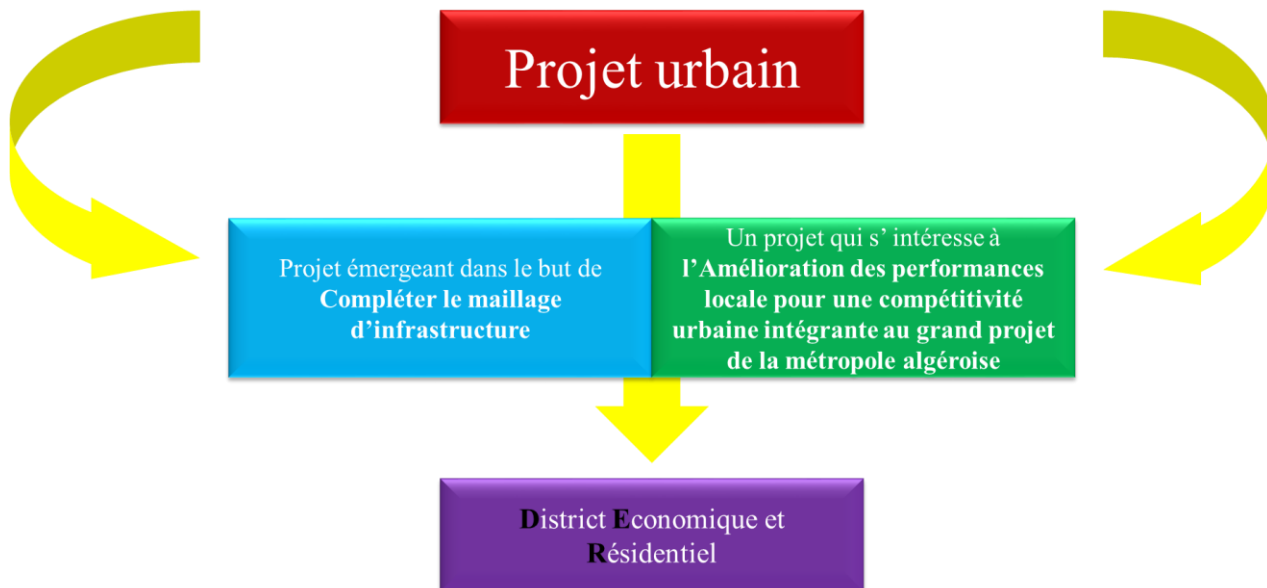 Projet urbain
Projet émergeant dans le but de
Compléter le maillage
d’infrastructure
Un projet qui s’ intéresse à
l’Amélioration des performances
locale pour une compétitivité
urbaine intégrante au grand projet
de la métropole algéroise
District Economique et
Résidentiel